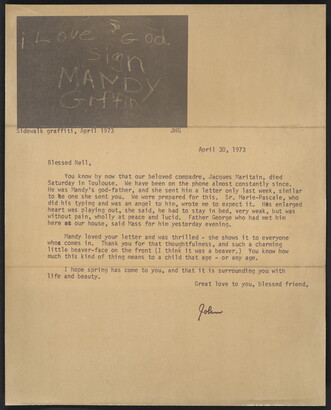 i Love God
sign
MANDY
Griffin
Sidewalk graffiti, April 1973 JHG
April 30, 1973
Blessed Nell,
You know by now that our beloved compadre, Jacques Maritain, died
Saturday in Toulouse. We have been on the phone almost constantly since.
He was Mandy's god-father, and she sent him a letter only last week, similar
to the one she sent you. We were prepared for this. Sr. Marie-Pascale, who
did his typing and was an angel to him, wrote me to expect it. His enlarged
heart was playing out, she said, he had to stay in bed, very weak, but was
without pain, wholly at peace and lucid. Father George who had met him
here at our house, said Mass for him yesterday evening.
Mandy loved your letter and was thrilled - she shows it to everyone
who comes in. Thank you for that thoughtfulness, and such a charming
little beaver-face on the front (I think it was a beaver.) You know how
much this kind of thing means to a child that age - or any age.
I hope spring has come to you, and that it is surrounding you with
life and beauty.
Great love to you, blessed friend,
John